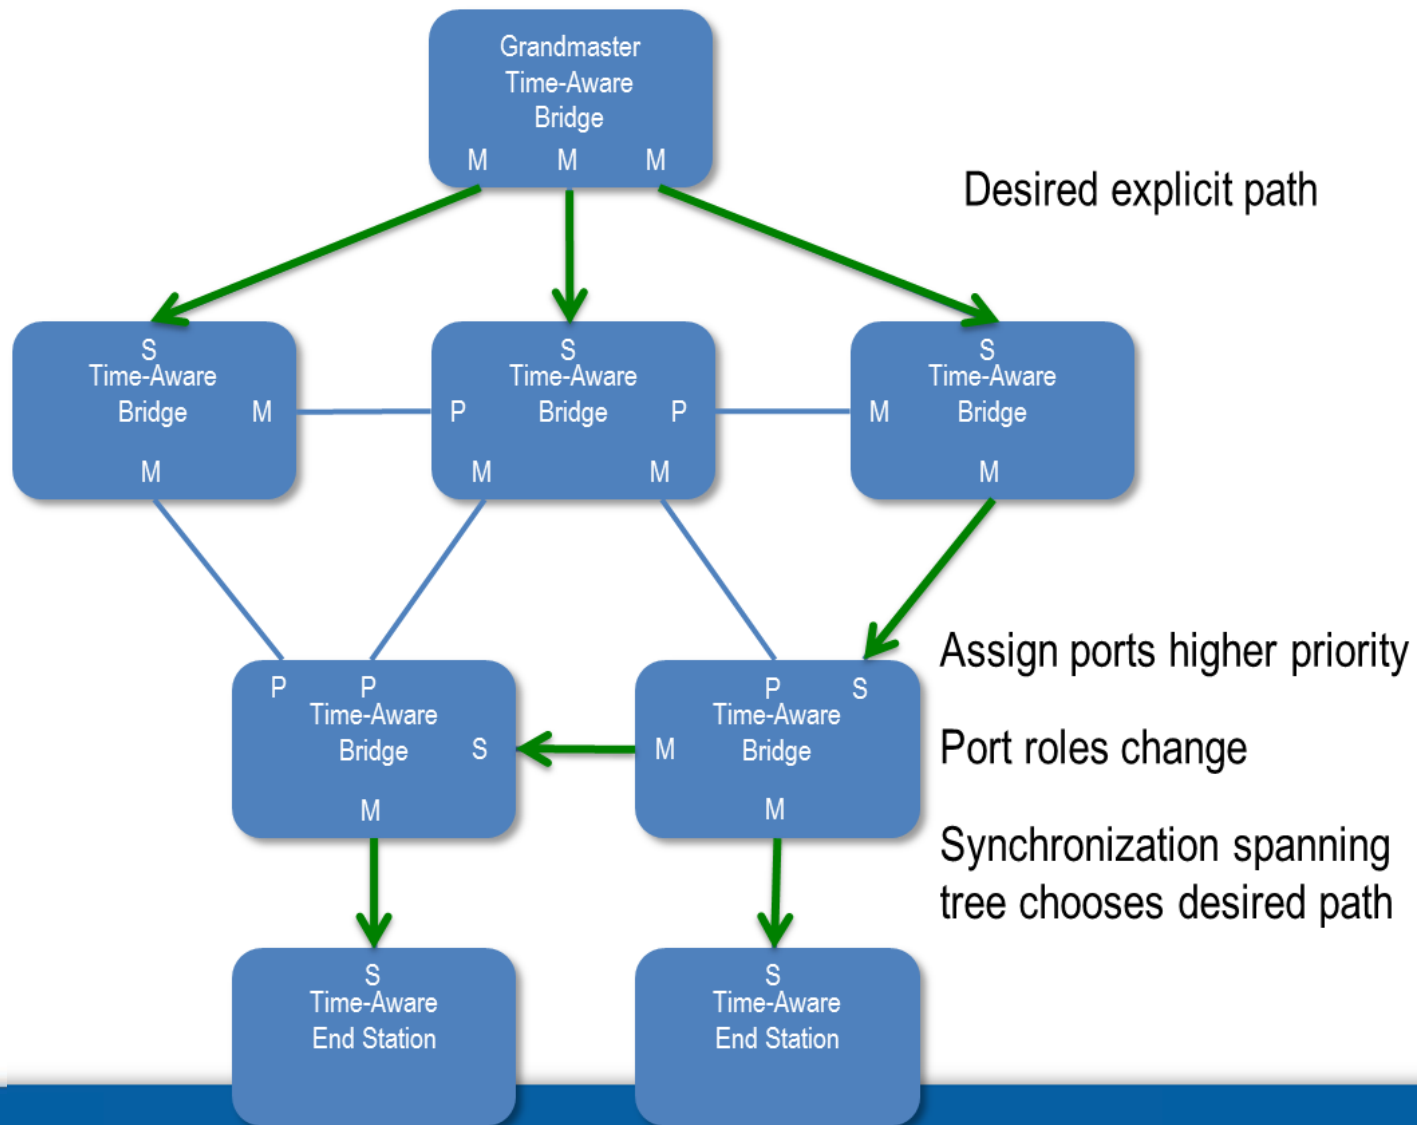 Grandmaster
Time-Aware
Bridge
M M M
Desired explicit path
S
Time-Aware
Bridge M
M
S
Time-Aware
P Bridge P
M M
S
Time-Aware
M Bridge
M
P P
Time-Aware
Bridge S
M
P S
Time-Aware
M Bridge
M
Assign ports higher priority
Port roles change
Synchronization spanning
tree chooses desired path
S
Time-Aware
End Station
S
Time-Aware
End Station